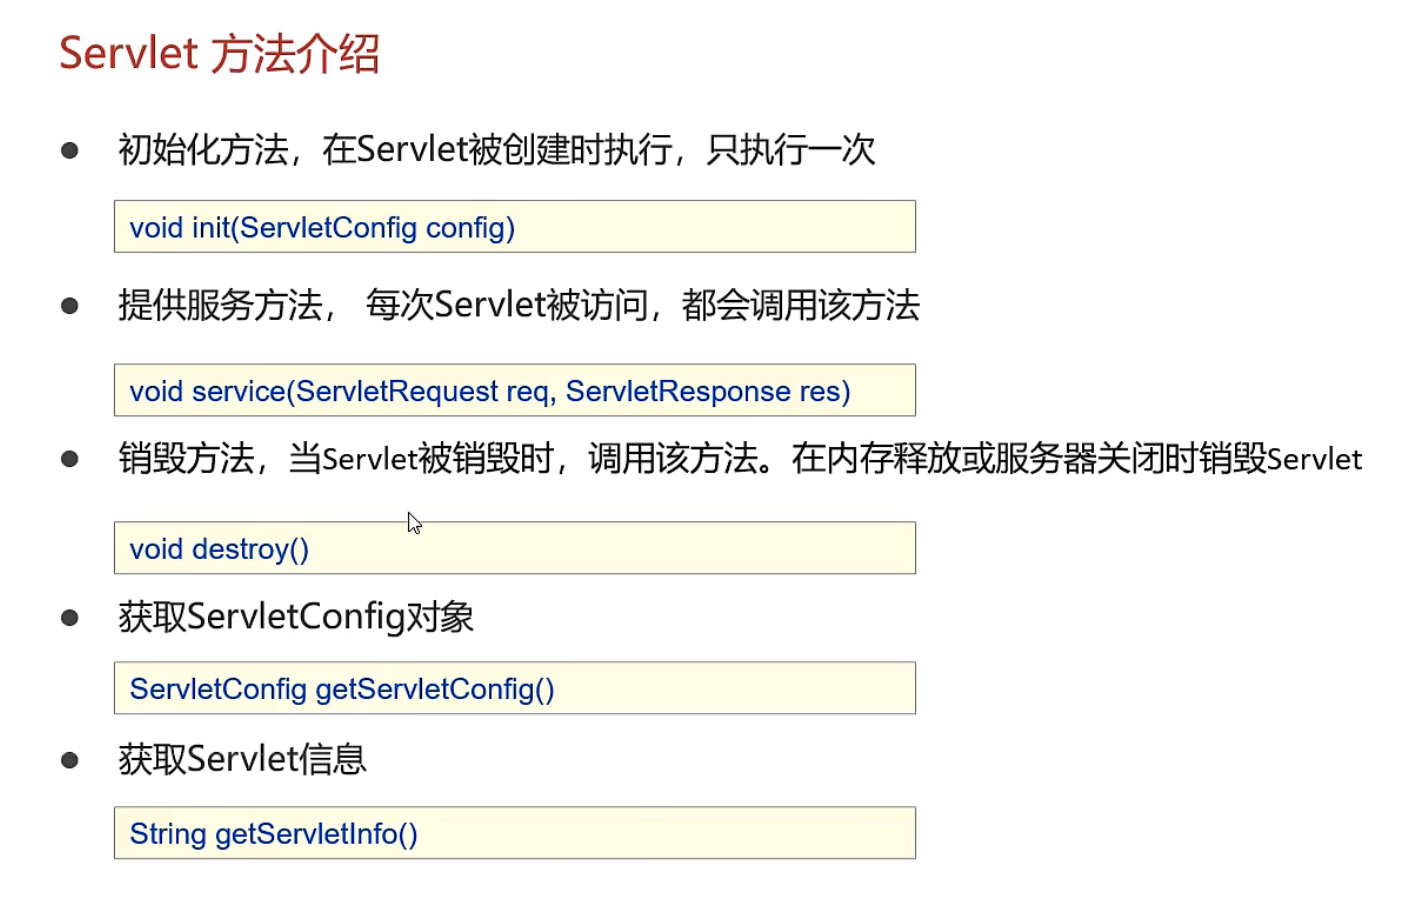 Servlet 方法介绍
● 初始化方法，在Servlet被创建时执行，只执行一次
void init(ServletConfig config)
● 提供服务方法， 每次Servlet被访问，都会调用该方法
void service(ServletRequest req, ServletResponse res)
● 销毁方法，当Servlet被销毁时，调用该方法。在内存释放或服务器关闭时销毁Servlet
void destroy()
● 获取ServletConfig对象
ServletConfig getServletConfig()
● 获取Servlet信息
String getServletInfo()